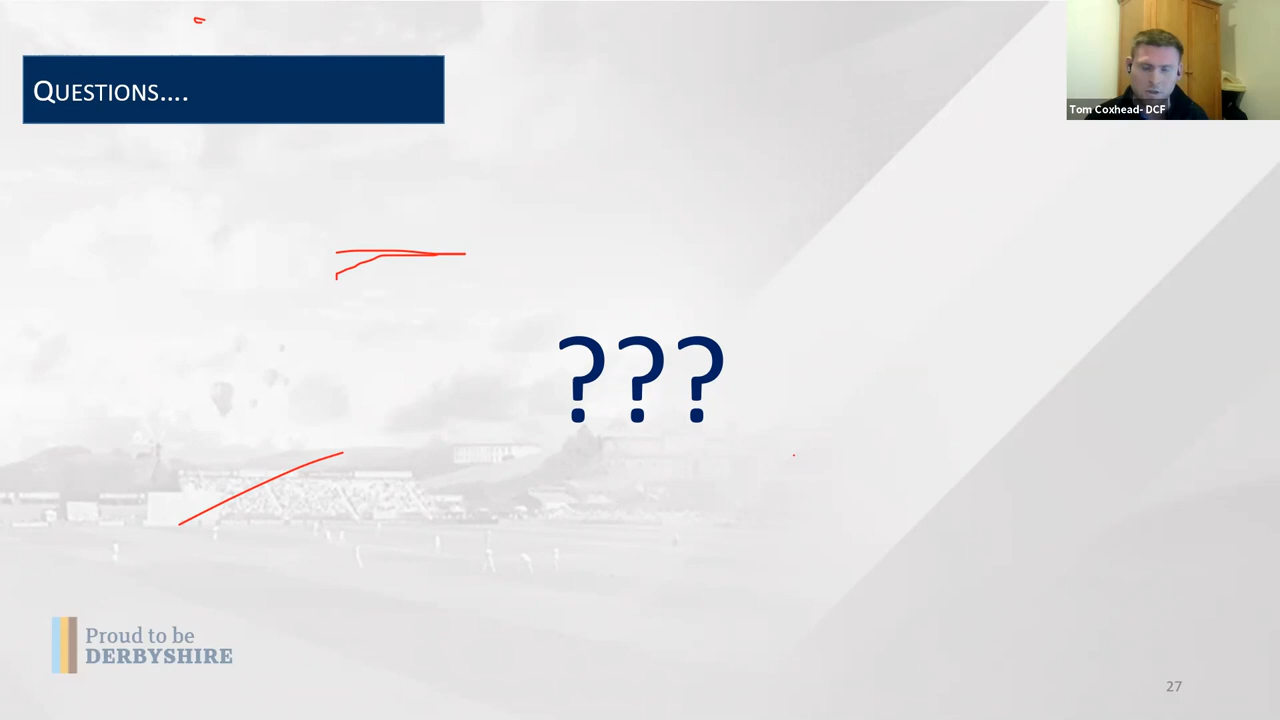 QUESTIONS....
Tom Coxhead- DCF
???
Proud to be
DERBYSHIRE
27